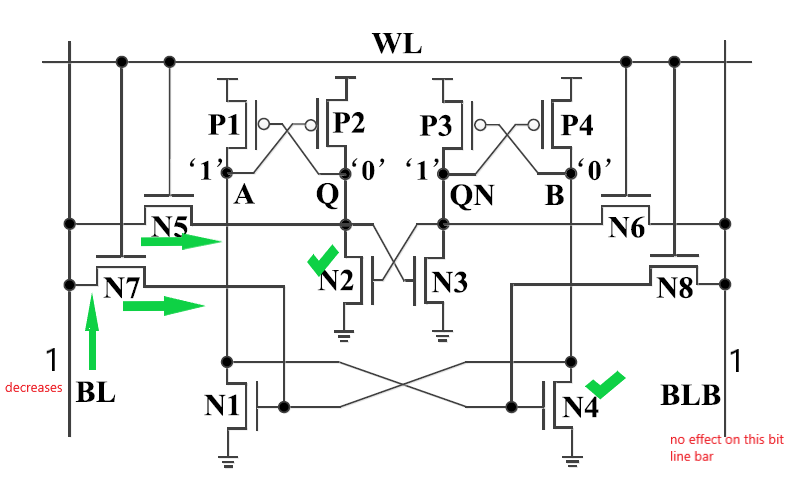 WL
P1
P2
P3
P4
‘1’
‘0’
‘1’
‘0’
A
Q
QN
B
N5
N6
N2
N3
N7
N8
1
1
decreases
BL
BLB
N1
N4
no effect on this bit
line bar